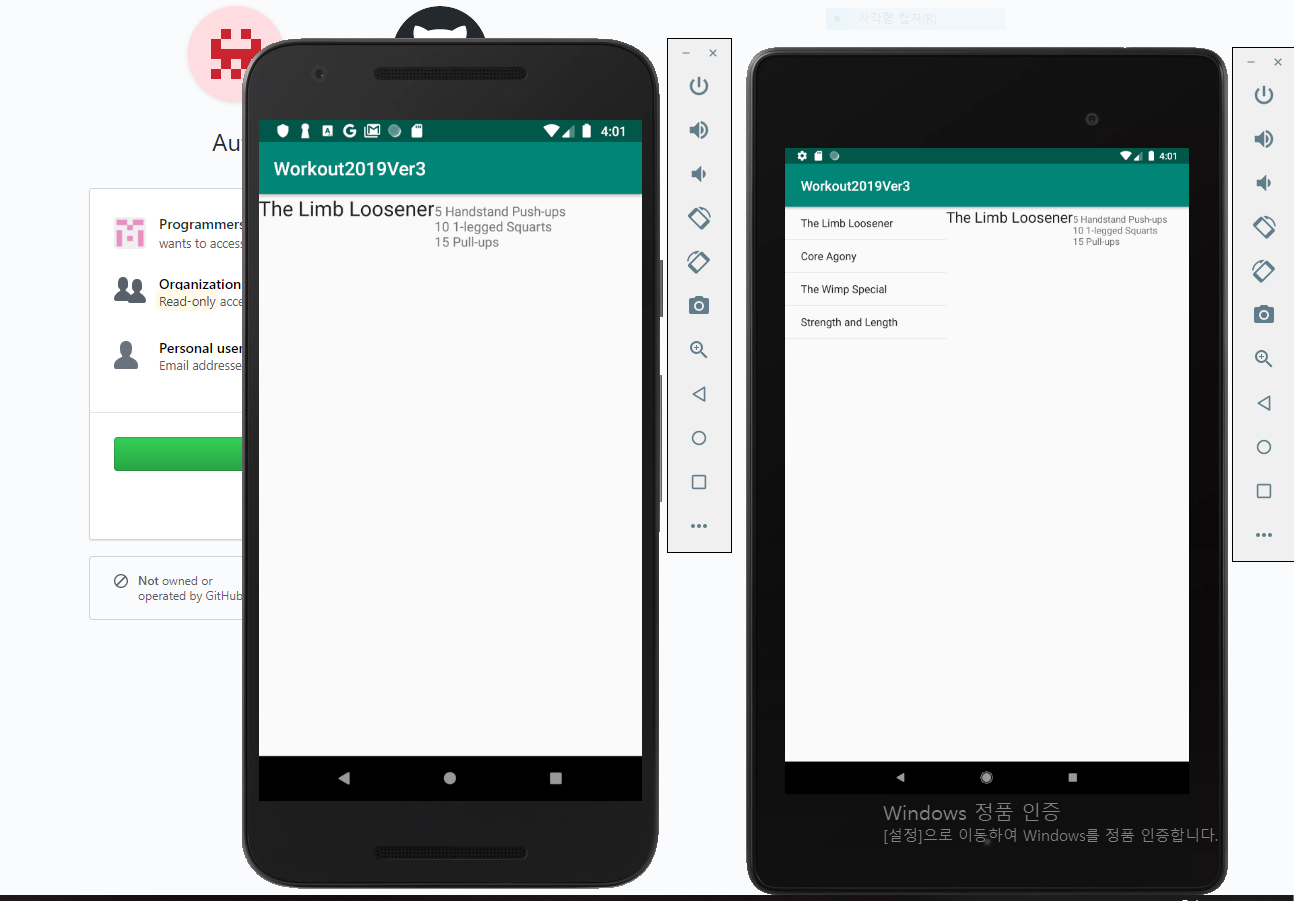 사각형 캡처(R)
Au
Programmers
wants to access
Organization
Read-only acce
Personal user
Email addresse
Not owned or
operated by GitHub
4:01
Workout2019Ver3
The Limb Loosener
5 Handstand Push-ups
10 1-legged Squarts
15 Pull-ups
4:01
Workout2019Ver3
The Limb Loosener
Core Agony
The Wimp Special
Strength and Length
The Limb Loosener
5 Handstand Push-ups
10 1-legged Squarts
15 Pull-ups
Windows 정품 인증
[설정]으로 이동하여 Windows를 정품 인증합니다.